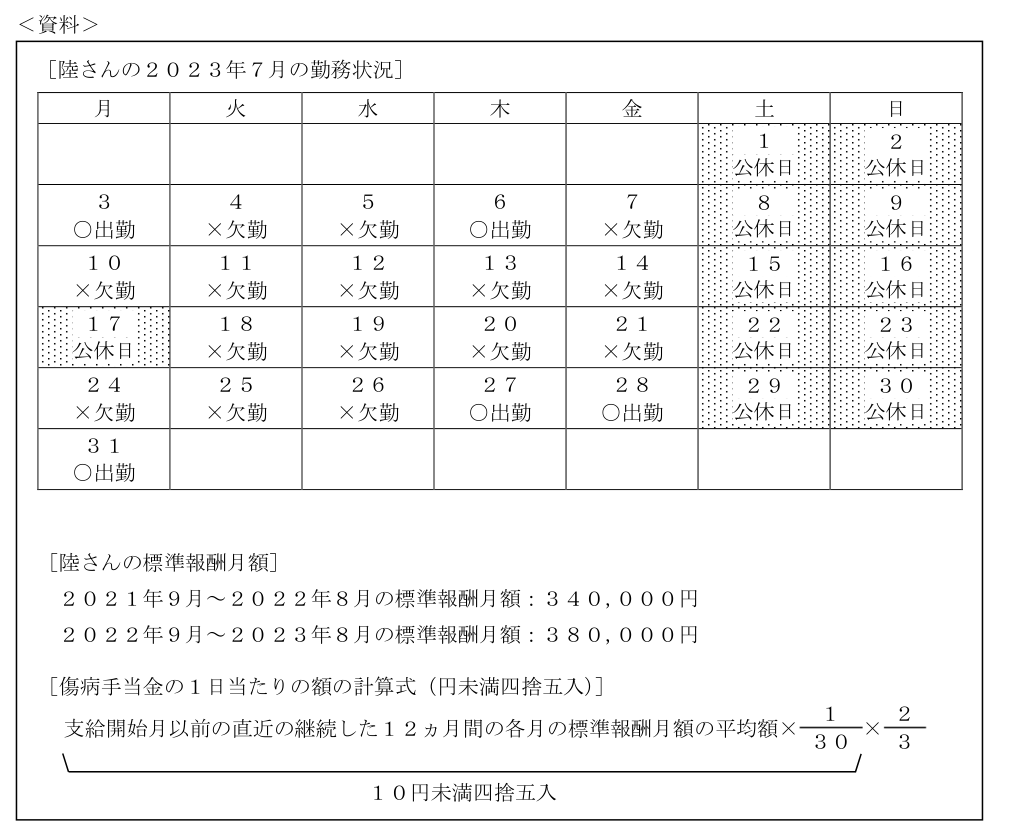 ＜資料＞
［陸さんの２０２３年７月の勤務状況］
月 火 水 木 金 土 日
１ ２
公休日 公休日
３ ４ ５ ６ ７ ８ ９
○出勤 ×欠勤 ×欠勤 ○出勤 ×欠勤 公休日 公休日
１０ １１ １２ １３ １４ １５ １６
×欠勤 ×欠勤 ×欠勤 ×欠勤 ×欠勤 公休日 公休日
１７ １８ １９ ２０ ２１ ２２ ２３
公休日 ×欠勤 ×欠勤 ×欠勤 ×欠勤 公休日 公休日
２４ ２５ ２６ ２７ ２８ ２９ ３０
×欠勤 ×欠勤 ×欠勤 ○出勤 ○出勤 公休日 公休日
３１
○出勤
［陸さんの標準報酬月額］
２０２１年９月～２０２２年８月の標準報酬月額：３４０,０００円
２０２２年９月～２０２３年８月の標準報酬月額：３８０,０００円
［傷病手当金の１日当たりの額の計算式（円未満四捨五入）］
支給開始月以前の直近の継続した１２ヵ月間の各月の標準報酬月額の平均額×１/３０×２/３
１０円未満四捨五入